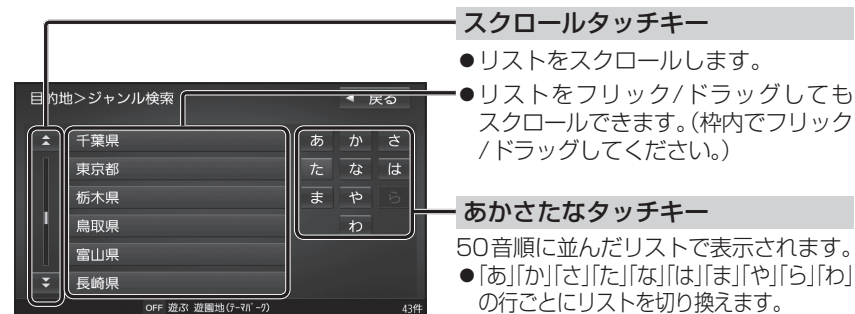 スクロールタッチキー
●リストをスクロールします。
●リストをフリック/ドラッグしても
スクロールできます。(枠内でフリック
/ドラッグしてください。)
目的地>ジャンル検索
◀ 戻る
千葉県
東京都
栃木県
鳥取県
富山県
長崎県
あ か さ
た な は
ま や ら
わ
OFF 遊ぶ 遊園地(テーマパーク)
43件
あかさたなタッチキー
50音順に並んだリストで表示されます。
●「あ」「か」「さ」「た」「な」「は」「ま」「や」「ら」「わ」
の行ごとにリストを切り換えます。